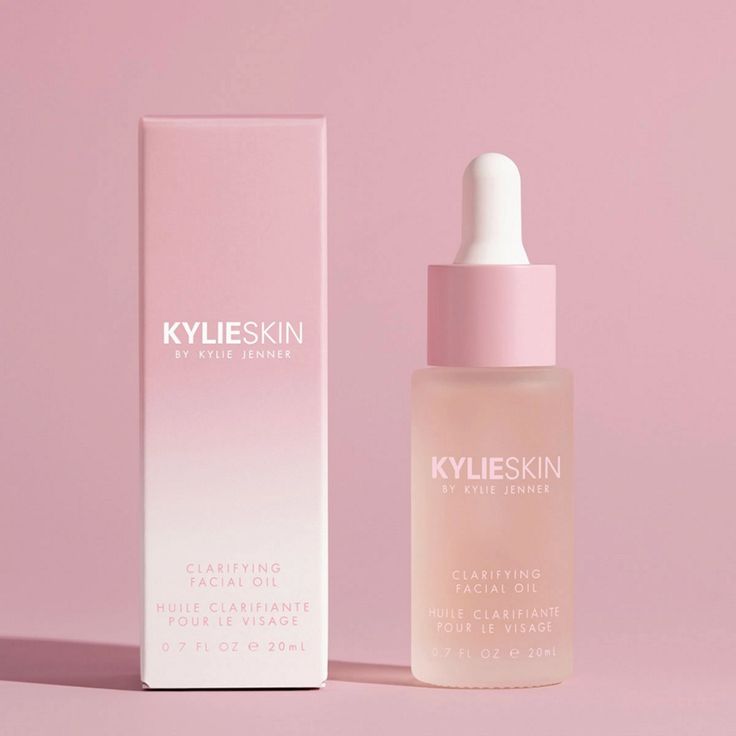 KYLIESKIN
BY KYLIE JENNER
CLARIFYING
FACIAL OIL
HUILE CLARIFIANTE
POUR LE VISAGE
0.7 FL OZ ℮ 20mL
KYLIESKIN
BY KYLIE JENNER
CLARIFYING
FACIAL OIL
HUILE CLARIFIANTE
POUR LE VISAGE
0.7 FL OZ ℮ 20mL